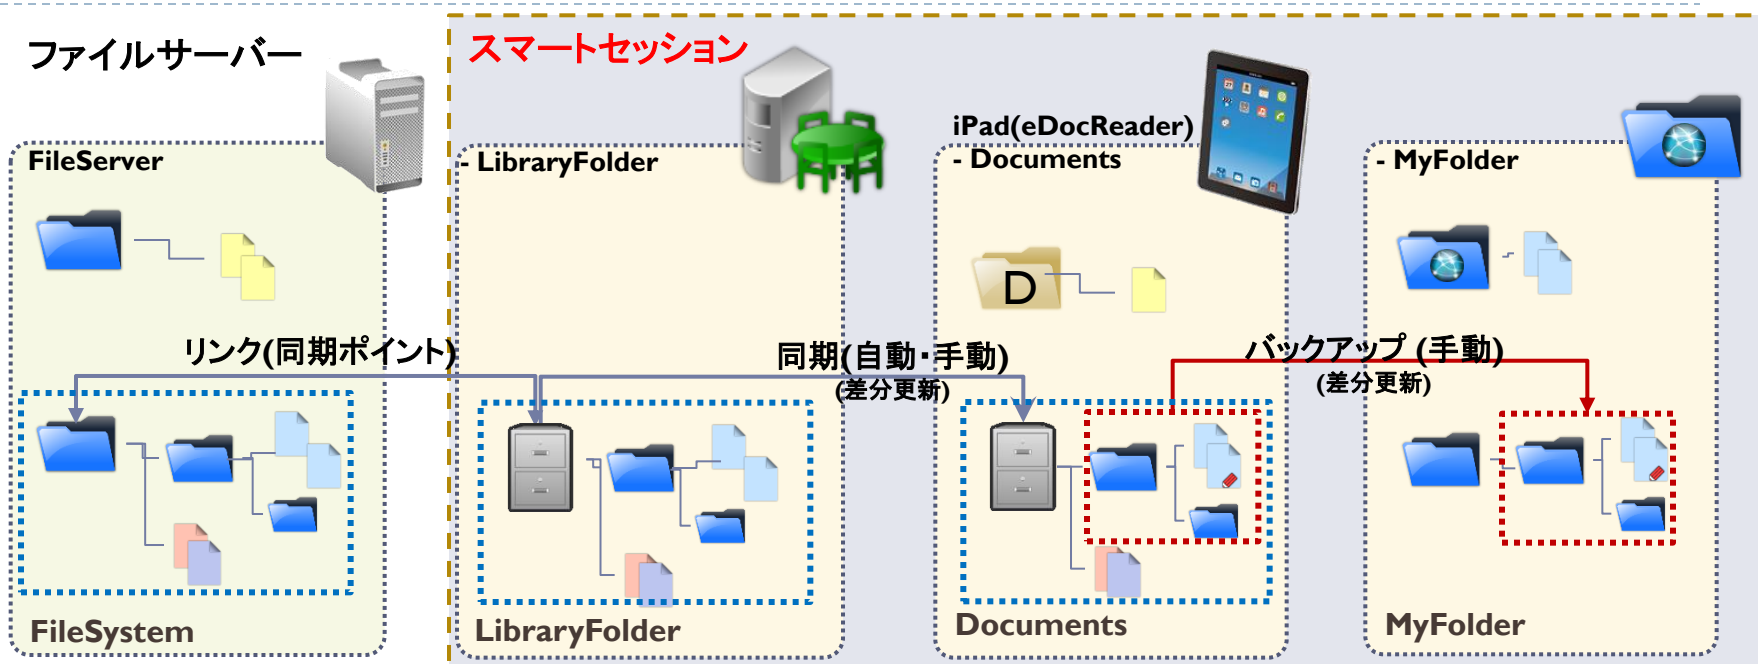 ファイルサーバー
スマートセッション
iPad(eDocReader)
FileServer
- LibraryFolder
- Documents
- MyFolder
D
リンク(同期ポイント)
同期(自動・手動)
(差分更新)
バックアップ (手動)
(差分更新)
FileSystem
LibraryFolder
Documents
MyFolder